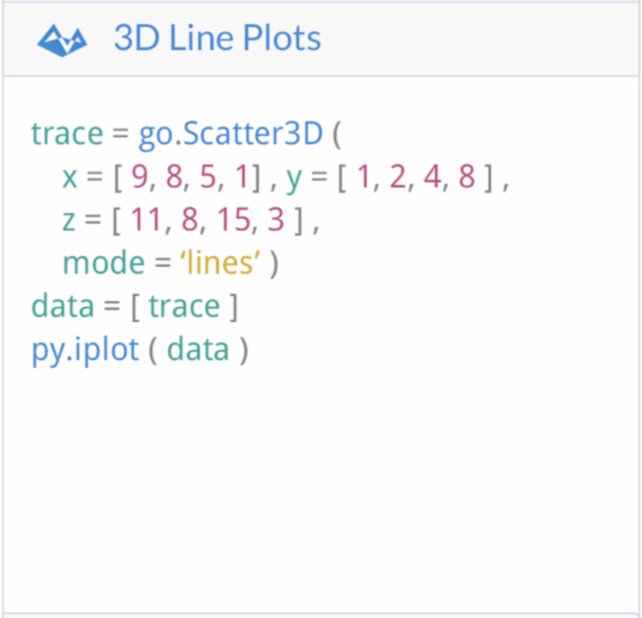 3D Line Plots
trace = go.Scatter3D (
x = [ 9, 8, 5, 1] , y = [ 1, 2, 4, 8 ] ,
z = [ 11, 8, 15, 3 ] ,
mode = ‘lines’ )
data = [ trace ]
py.iplot ( data )